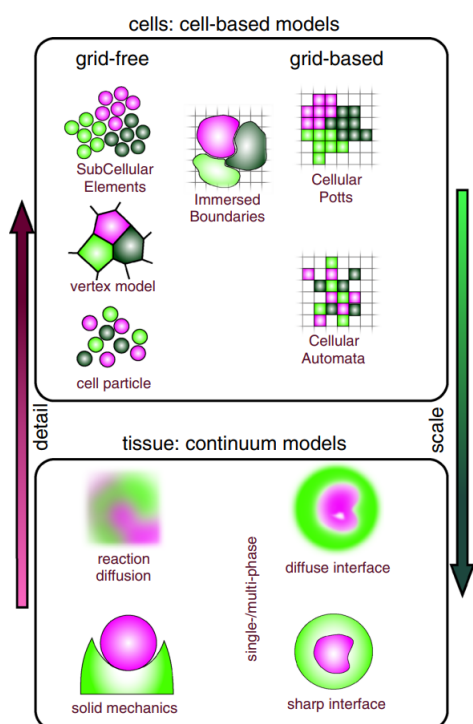 cells: cell-based models
grid-free
grid-based
SubCellular
Elements
Immersed
Boundaries
Cellular
Potts
vertex model
Cellular
Automata
cell particle
detail
scale
tissue: continuum models
reaction
diffusion
single-/multi-phase
diffuse interface
solid mechanics
sharp interface